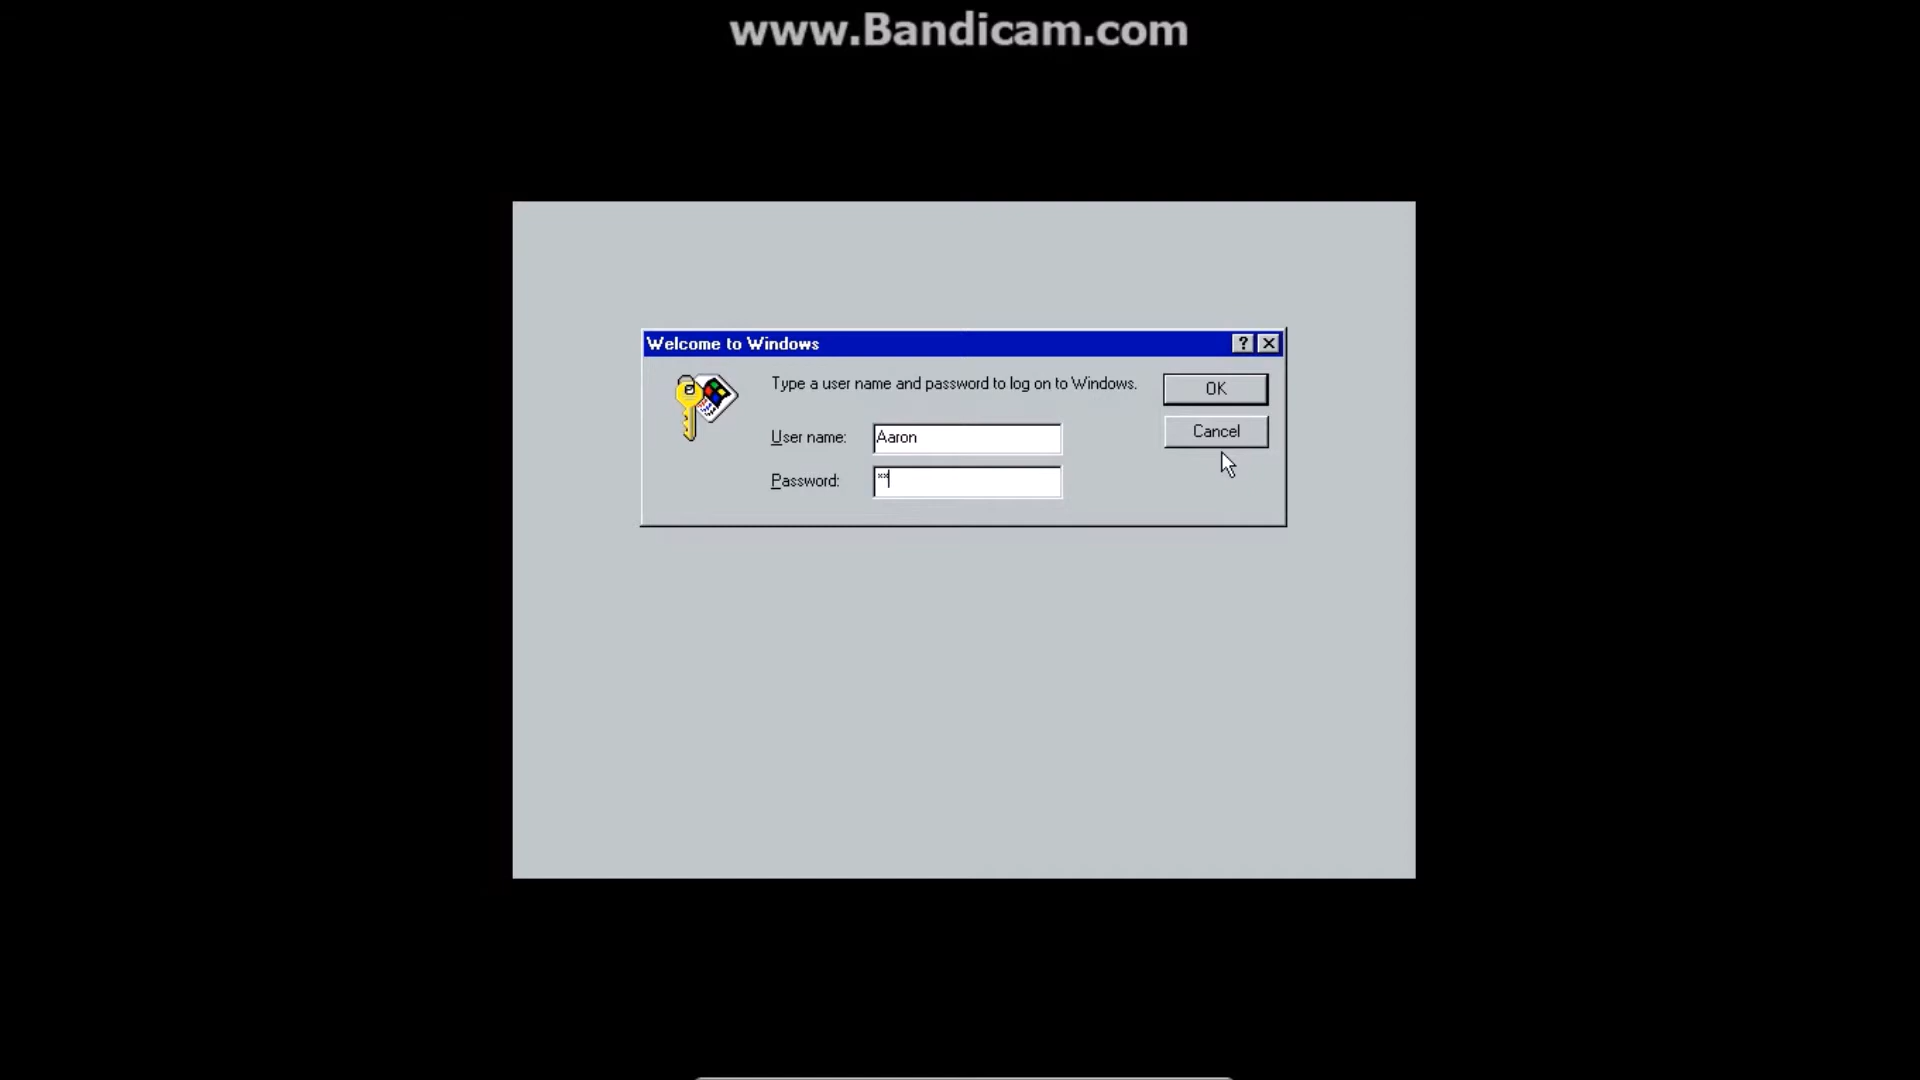 www.Bandicam.com
Welcome to Windows
Type a user name and password to log on to Windows.
OK
User name: Aaron
Cancel
Password: **